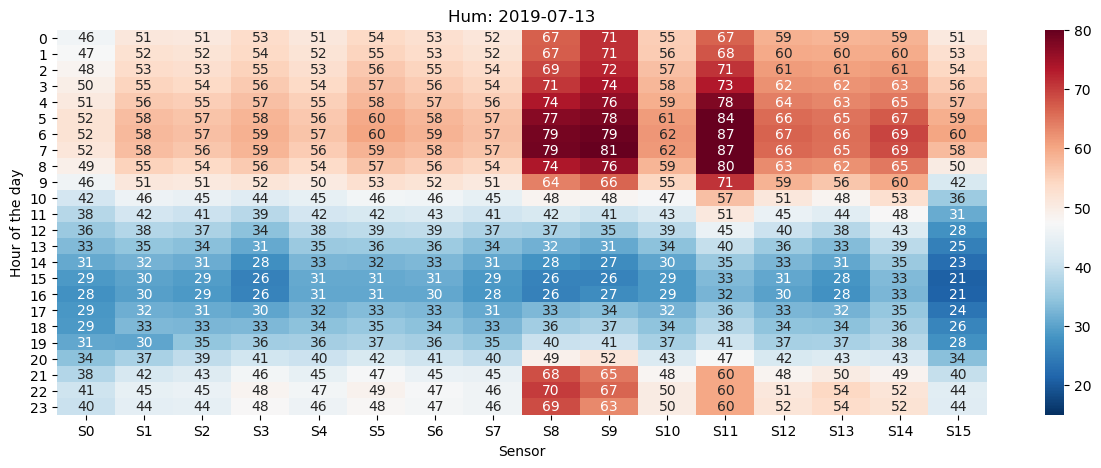 Hum: 2019-07-13
Hour of the day
0 46 51 51 53 51 54 53 52 67 71 55 67 59 59 59 51
1 47 52 52 54 52 55 53 52 67 71 56 68 60 60 60 53
2 48 53 53 55 53 56 55 54 69 72 57 71 61 61 61 54
3 50 55 54 56 54 57 56 54 71 74 58 73 62 62 63 56
4 51 56 55 57 55 58 57 56 74 76 59 78 64 63 65 57
5 52 58 57 58 56 60 58 57 77 78 61 84 66 65 67 59
6 52 58 57 59 57 60 59 57 79 79 62 87 67 66 69 60
7 52 58 56 59 56 59 58 57 79 81 62 87 66 65 69 58
8 49 55 54 56 54 57 56 54 74 76 59 80 63 62 65 50
9 46 51 51 52 50 53 52 51 64 66 55 71 59 56 60 42
10 42 46 45 44 45 46 46 45 48 48 47 57 51 48 53 36
11 38 42 41 39 42 42 43 41 42 41 43 51 45 44 48 31
12 36 38 37 34 38 39 39 37 37 35 39 45 40 38 43 28
13 33 35 34 31 35 36 36 34 32 31 34 40 36 33 39 25
14 31 32 31 28 33 32 33 31 28 27 30 35 33 31 35 23
15 29 30 29 26 31 31 31 29 26 26 29 33 31 28 33 21
16 28 30 29 26 31 31 30 28 26 27 29 32 30 28 33 21
17 29 32 31 30 32 33 33 31 33 34 32 36 33 32 35 24
18 29 33 33 33 34 35 34 33 36 37 34 38 34 34 36 26
19 31 30 35 36 36 37 36 35 40 41 37 41 37 37 38 28
20 34 37 39 41 40 42 41 40 49 52 43 47 42 43 43 34
21 38 42 43 46 45 47 45 45 68 65 48 60 48 50 49 40
22 41 45 45 48 47 49 47 46 70 67 50 60 51 54 52 44
23 40 44 44 48 46 48 47 46 69 63 50 60 52 54 52 44
S0 S1 S2 S3 S4 S5 S6 S7 S8 S9 S10 S11 S12 S13 S14 S15
Sensor
80
70
60
50
40
30
20